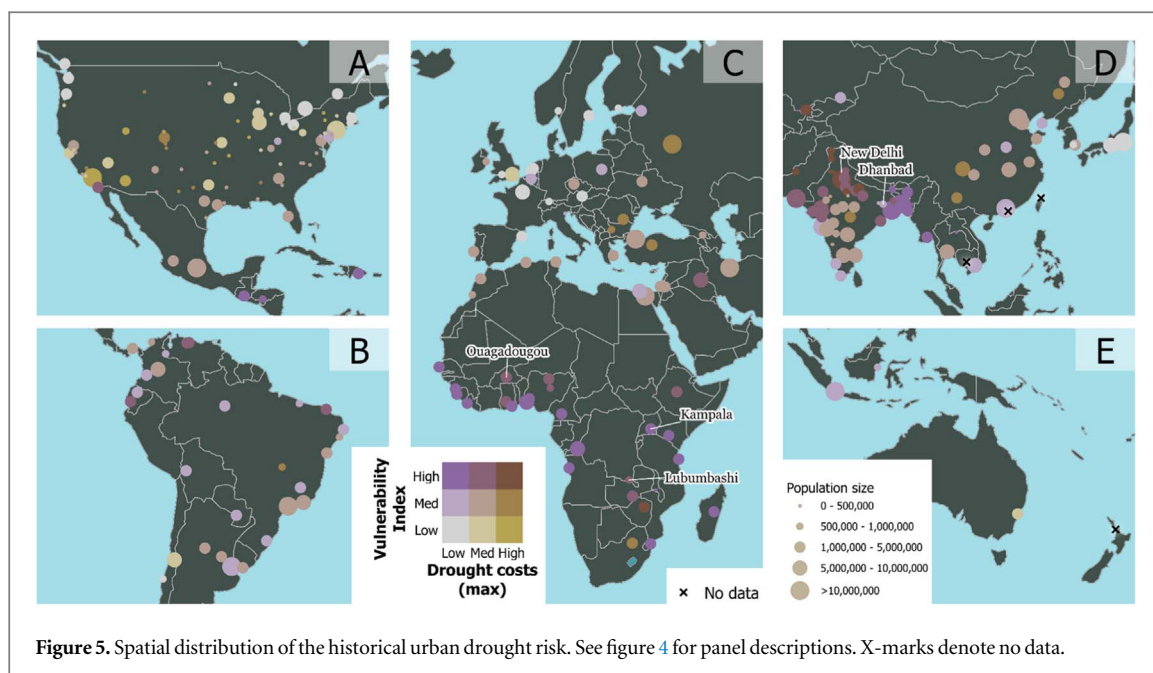 A
B
C
Ouagadougou
Kampala
Lubumbashi
Vulnerability
Index
High
Med
Low
Low Med High
Drought costs
(max)
× No data
D
New Delhi
Dhanbad
E
Population size
0 - 500,000
500,000 - 1,000,000
1,000,000 - 5,000,000
5,000,000 - 10,000,000
>10,000,000
Figure 5. Spatial distribution of the historical urban drought risk. See figure 4 for panel descriptions. X-marks denote no data.